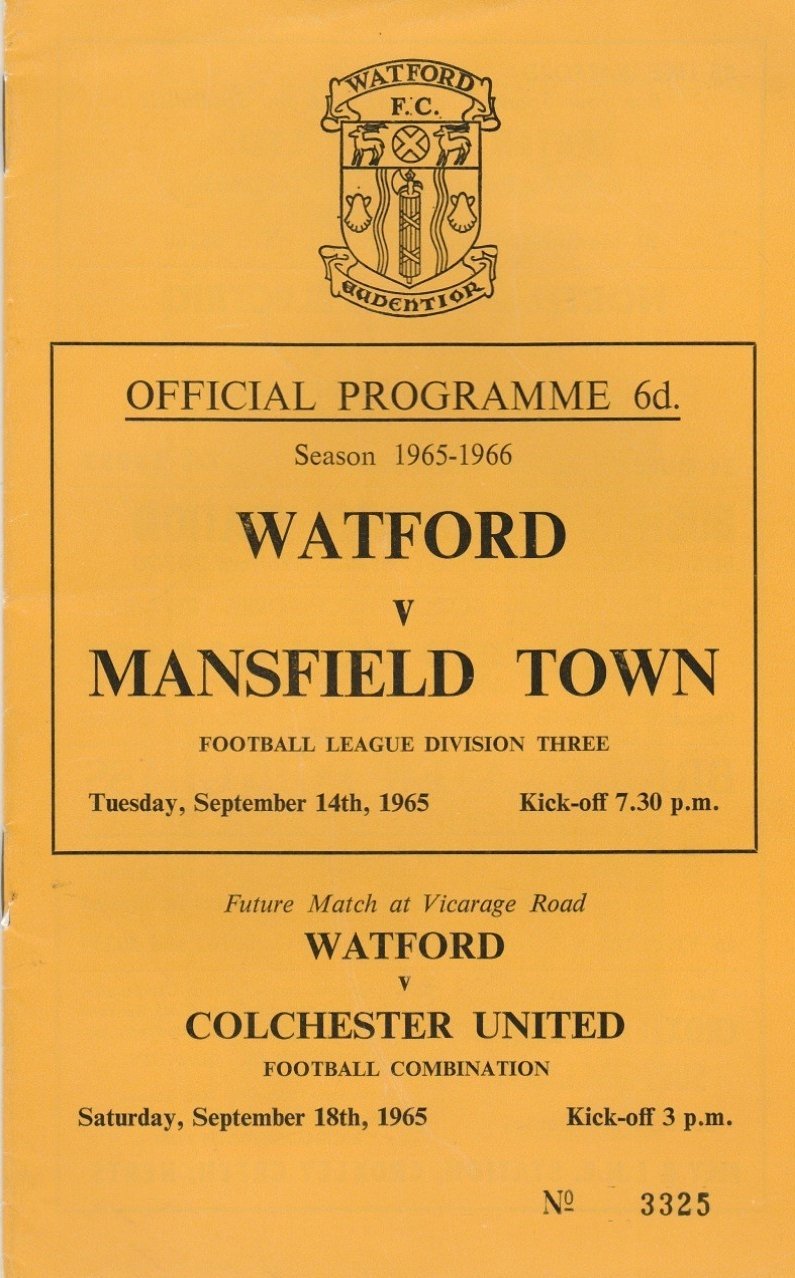 WATFORD
F.C.
AUDENTIOR
OFFICIAL PROGRAMME 6d.
Season 1965-1966
WATFORD
v
MANSFIELD TOWN
FOOTBALL LEAGUE DIVISION THREE
Tuesday, September 14th, 1965 Kick-off 7.30 p.m.
Future Match at Vicarage Road
WATFORD
v
COLCHESTER UNITED
FOOTBALL COMBINATION
Saturday, September 18th, 1965 Kick-off 3 p.m.
Nº 3325